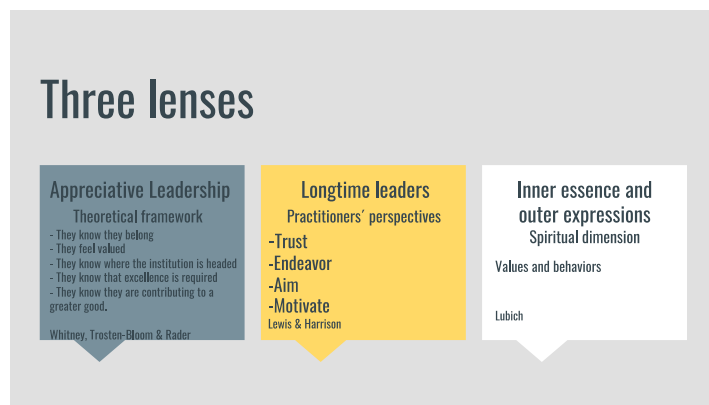 Three lenses
Appreciative Leadership
Theoretical framework
- They know they belong
- They feel valued
- They know where the institution is headed
- They know that excellence is required
- They know they are contributing to a
greater good.
Whitney, Trosten-Bloom & Rader
Longtime leaders
Practitioners´ perspectives
-Trust
-Endeavor
-Aim
-Motivate
Lewis & Harrison
Inner essence and
outer expressions
Spiritual dimension
Values and behaviors
Lubich